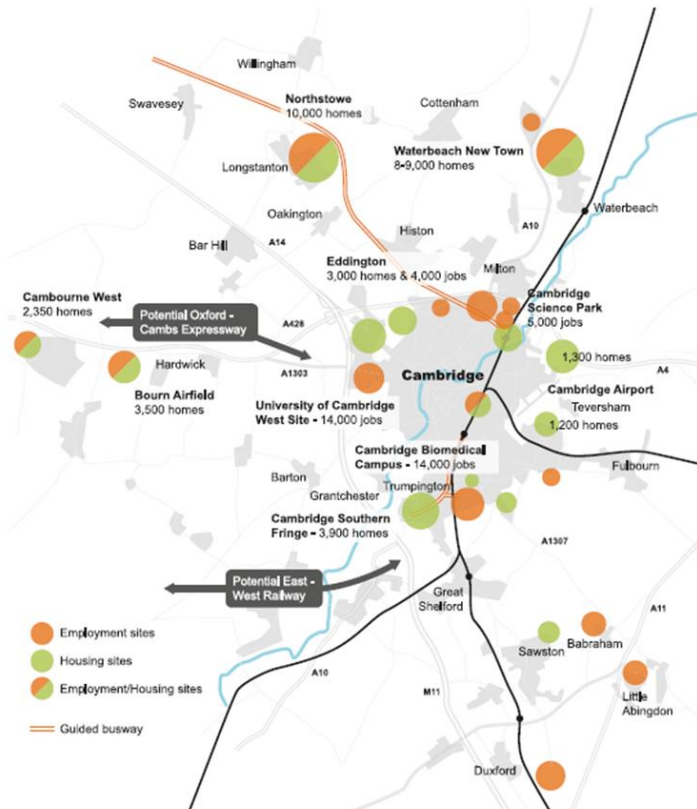 Willingham
Swavesey
Northstowe
10,000 homes
Cottenham
Longstanton
Waterbeach New Town
8-9,000 homes
Oakington
Waterbeach
Bar Hill
A14
Histon
A10
Eddington
3,000 homes & 4,000 jobs
Milton
Cambourne West
2,350 homes
Potential Oxford -
Cambs Expressway
A428
Cambridge
Science Park
5,000 jobs
Hardwick
A1303
1,300 homes
A4
Bourn Airfield
3,500 homes
Cambridge
Cambridge Airport
Teversham
1,200 homes
University of Cambridge
West Site - 14,000 jobs
Cambridge Biomedical
Campus - 14,000 jobs
Fulbourn
Barton
Trumpington
Grantchester
Cambridge Southern
Fringe - 3,900 homes
A1307
Potential East -
West Railway
Great
Shelford
A11
Employment sites
Housing sites
Employment/Housing sites
Guided busway
Sawston
Babraham
A10
M11
Little
Abingdon
Duxford